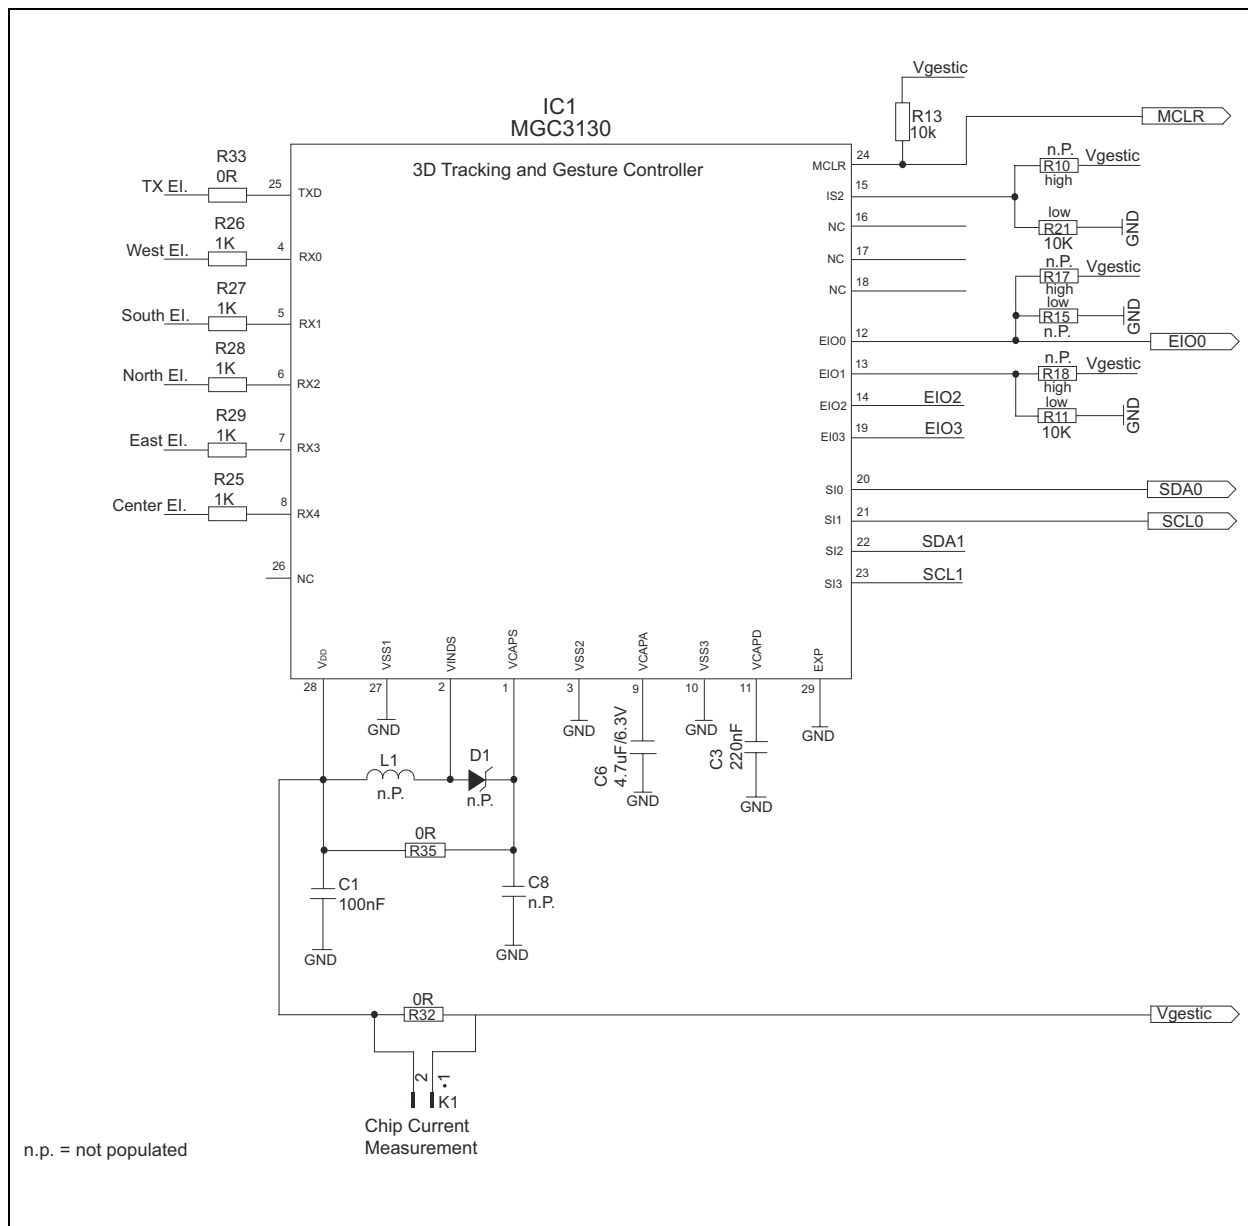 Vgestic
IC1
MGC3130
R13
10k
MCLR
3D Tracking and Gesture Controller
R33
0R
TX El.
25
TXD
R26
1K
West El.
4
RX0
R27
1K
South El.
5
RX1
R28
1K
North El.
6
RX2
R29
1K
East El.
7
RX3
R25
1K
Center El.
8
RX4
26
NC
MCLR
24
IS2
15
NC
16
NC
17
NC
18
EIO0
12
EIO1
13
EIO2
14
EIO2
EI03
19
EIO3
SI0
20
SDA0
SI1
21
SCL0
SI2
22
SDA1
SI3
23
SCL1
n.P.
R10
high
Vgestic
low
R21
10K
GND
n.P.
R17
high
Vgestic
low
R15
n.P.
GND
EIO0
n.P.
R18
high
Vgestic
low
R11
10K
GND
VDD
28
VSS1
27
GND
VINDS
2
VCAPS
1
VSS2
3
GND
VCAPA
9
C6
4.7uF/6.3V
GND
VSS3
10
GND
VCAPD
11
C3
220nF
GND
EXP
29
GND
L1
n.P.
D1
n.P.
0R
R35
C1
100nF
GND
C8
n.P.
GND
0R
R32
Vgestic
2
1
K1
Chip Current
Measurement
n.p. = not populated